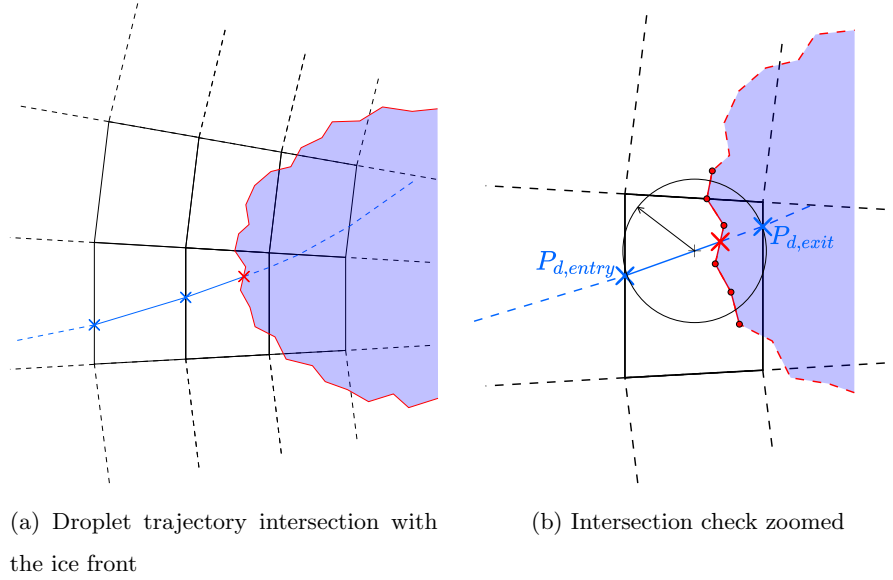 P_{d,exit}
P_{d,entry}
(a) Droplet trajectory intersection with
the ice front
(b) Intersection check zoomed